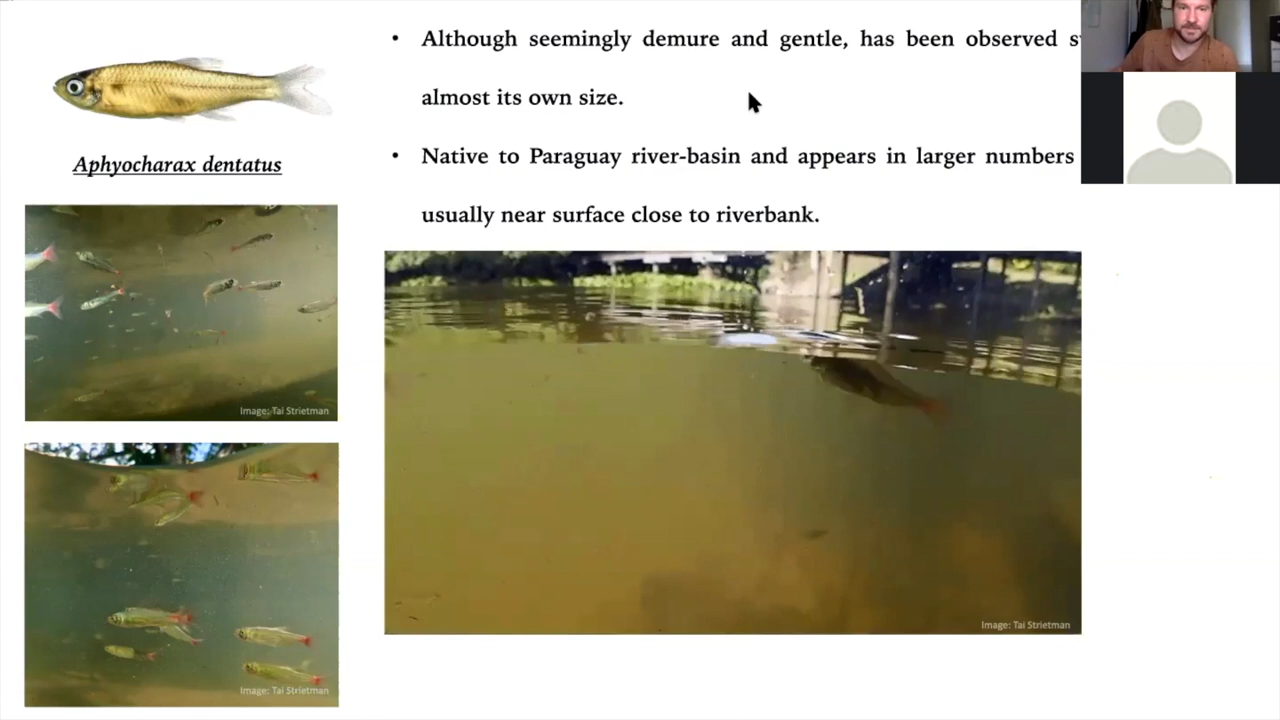 • Although seemingly demure and gentle, has been observed
almost its own size.
• Native to Paraguay river-basin and appears in larger numbers
usually near surface close to riverbank.
Aphyocharax dentatus
Image: Tai Strietman
Image: Tai Strietman
Image: Tai Strietman